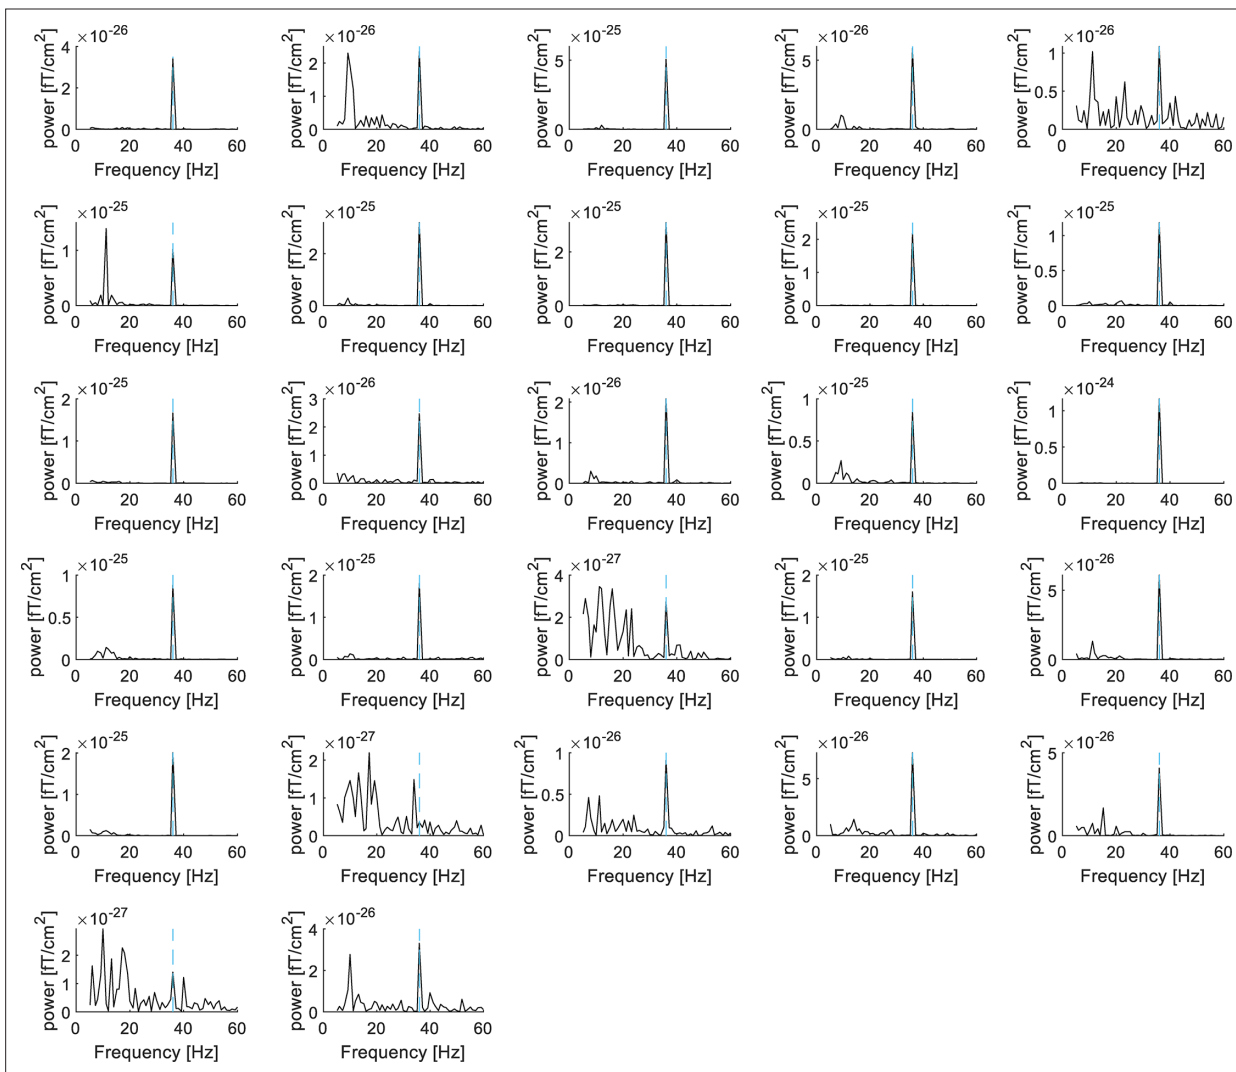 ×10-26 ×10-26 ×10-25 ×10-26 ×10-26
power [fT/cm2] 4 2 0 power [fT/cm2] 2 1 0 power [fT/cm2] 5 0 power [fT/cm2] 5 0 power [fT/cm2] 1 0.5 0
0 20 40 60 0 20 40 60 0 20 40 60 0 20 40 60 0 20 40 60
Frequency [Hz] Frequency [Hz] Frequency [Hz] Frequency [Hz] Frequency [Hz]
×10-25 ×10-25 ×10-25 ×10-25 ×10-25
power [fT/cm2] 1 0 power [fT/cm2] 2 0 power [fT/cm2] 2 0 power [fT/cm2] 2 1 0 power [fT/cm2] 1 0.5 0
0 20 40 60 0 20 40 60 0 20 40 60 0 20 40 60 0 20 40 60
Frequency [Hz] Frequency [Hz] Frequency [Hz] Frequency [Hz] Frequency [Hz]
×10-25 ×10-26 ×10-26 ×10-25 ×10-24
power [fT/cm2] 2 1 0 power [fT/cm2] 3 2 1 0 power [fT/cm2] 2 1 0 power [fT/cm2] 1 0.5 0 power [fT/cm2] 1 0.5 0
0 20 40 60 0 20 40 60 0 20 40 60 0 20 40 60 0 20 40 60
Frequency [Hz] Frequency [Hz] Frequency [Hz] Frequency [Hz] Frequency [Hz]
×10-25 ×10-25 ×10-27 ×10-25 ×10-26
power [fT/cm2] 1 0.5 0 power [fT/cm2] 2 1 0 power [fT/cm2] 4 2 0 power [fT/cm2] 2 1 0 power [fT/cm2] 5 0
0 20 40 60 0 20 40 60 0 20 40 60 0 20 40 60 0 20 40 60
Frequency [Hz] Frequency [Hz] Frequency [Hz] Frequency [Hz] Frequency [Hz]
×10-25 ×10-27 ×10-26 ×10-26 ×10-26
power [fT/cm2] 2 1 0 power [fT/cm2] 2 1 0 power [fT/cm2] 1 0.5 0 power [fT/cm2] 5 0 power [fT/cm2] 5 0
0 20 40 60 0 20 40 60 0 20 40 60 0 20 40 60 0 20 40 60
Frequency [Hz] Frequency [Hz] Frequency [Hz] Frequency [Hz] Frequency [Hz]
×10-27 ×10-26
power [fT/cm2] 2 1 0 power [fT/cm2] 4 2 0
0 20 40 60 0 20 40 60
Frequency [Hz] Frequency [Hz]